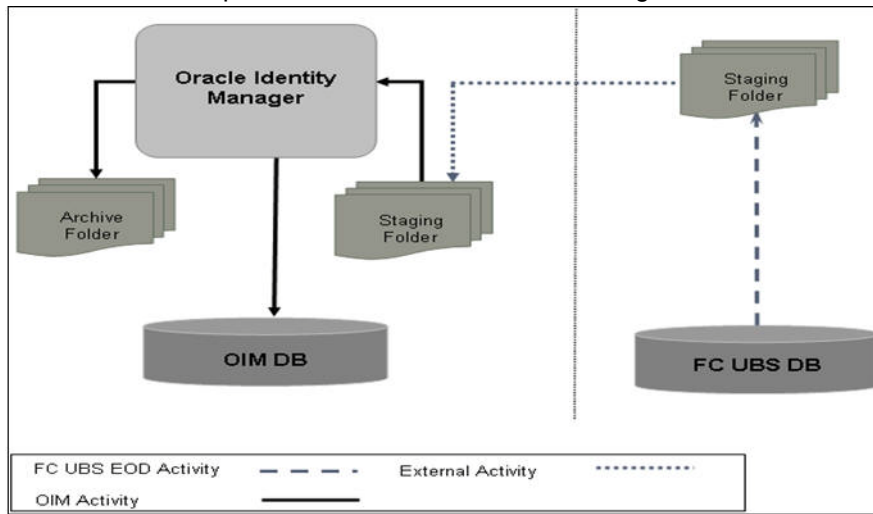 Oracle Identity
Manager
Staging
Folder
Archive
Folder
Staging
Folder
OIM DB
FC UBS DB
FC UBS EOD Activity
External Activity
OIM Activity